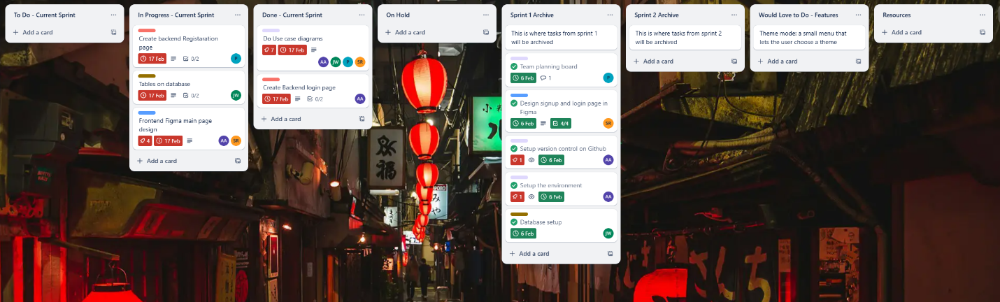 To Do - Current Sprint
Add a card
In Progress - Current Sprint
Create backend Registaration
page
17 Feb
0/2
P
Tables on database
17 Feb
0/2
JW
Frontend Figma main page
design
4
17 Feb
AA
SR
Add a card
Done - Current Sprint
Do Use case diagrams
7
17 Feb
AA
JW
P
SR
Create Backend login page
17 Feb
0/2
AA
Add a card
On Hold
Add a card
Sprint 1 Archive
This is where tasks from sprint 1
will be archived
Team planning board
6 Feb
1
P
Design signup and login page in
Figma
6 Feb
4/4
SR
Setup version control on Github
1
6 Feb
AA
Setup the environment
1
6 Feb
AA
Database setup
6 Feb
JW
Add a card
Sprint 2 Archive
This is where tasks from sprint 2
will be archived
Add a card
Would Love to Do - Features
Theme mode: a small menu that
lets the user choose a theme
Add a card
Resources
Add a card
福
みや
さくら